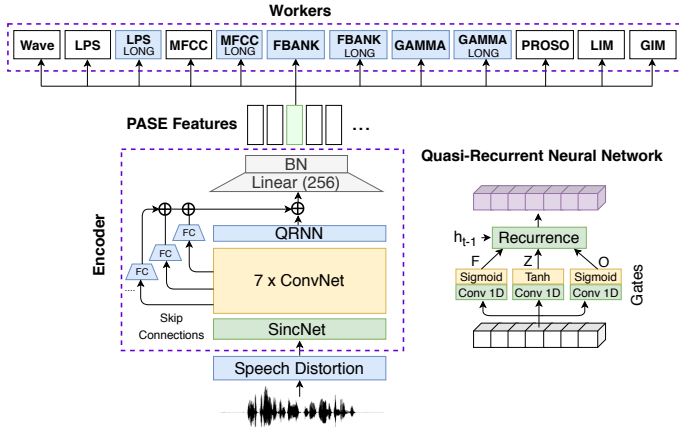 Workers
Wave LPS LPS LONG MFCC MFCC LONG FBANK FBANK LONG GAMMA GAMMA LONG PROSO LIM GIM
PASE Features ...
Encoder
BN
Linear (256)
QRNN
FC
FC
FC
....
7 x ConvNet
Skip
Connections
SincNet
Speech Distortion
Quasi-Recurrent Neural Network
h_{t-1}
Recurrence
F Z O
Sigmoid Tanh Sigmoid
Conv 1D Conv 1D Conv 1D
Gates